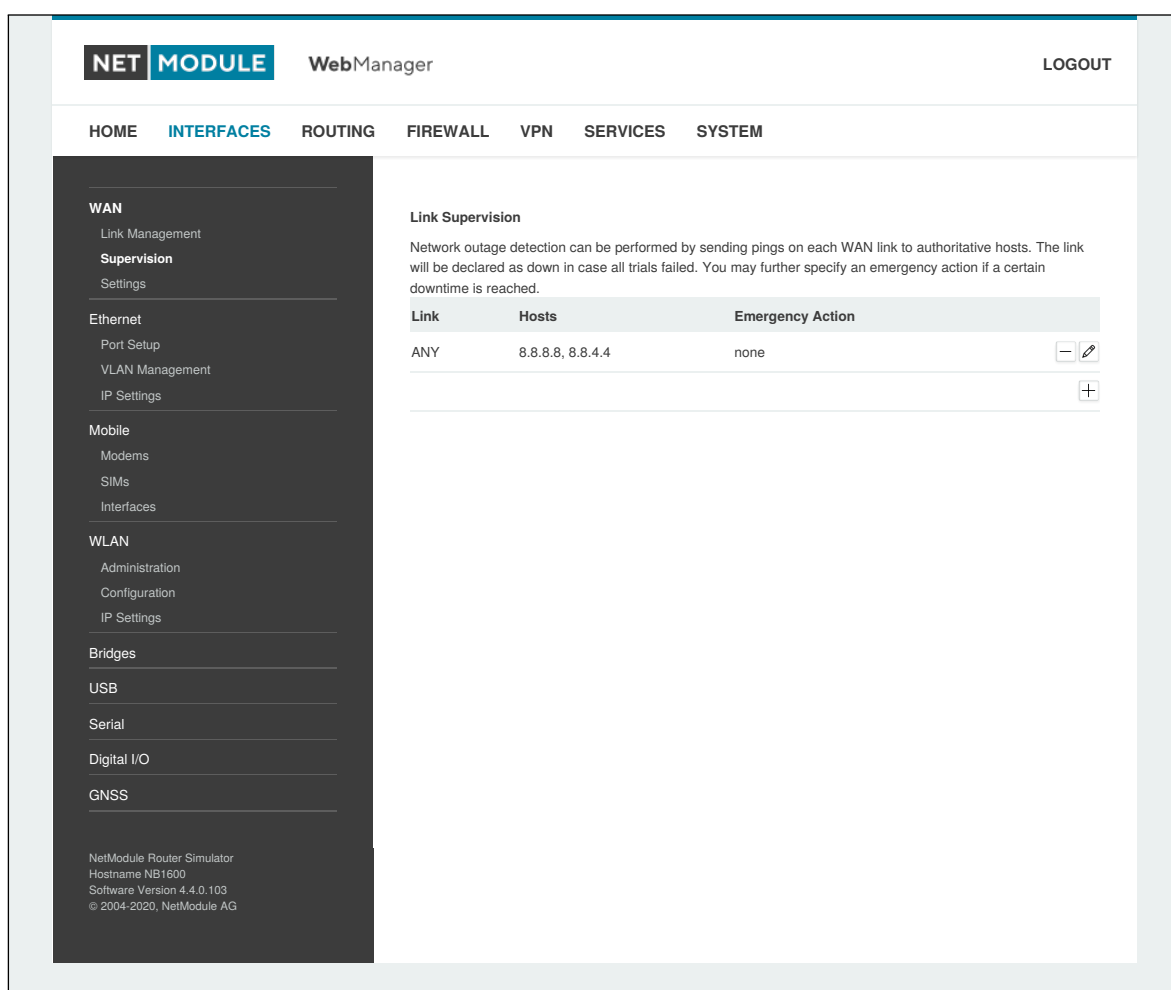 NET MODULE WebManager LOGOUT
HOME INTERFACES ROUTING FIREWALL VPN SERVICES SYSTEM
WAN
Link Management
Supervision
Settings
Ethernet
Port Setup
VLAN Management
IP Settings
Mobile
Modems
SIMs
Interfaces
WLAN
Administration
Configuration
IP Settings
Bridges
USB
Serial
Digital I/O
GNSS
NetModule Router Simulator
Hostname NB1600
Software Version 4.4.0.103
© 2004-2020, NetModule AG
Link Supervision
Network outage detection can be performed by sending pings on each WAN link to authoritative hosts. The link
will be declared as down in case all trials failed. You may further specify an emergency action if a certain
downtime is reached.
Link Hosts Emergency Action
ANY 8.8.8.8, 8.8.4.4 none